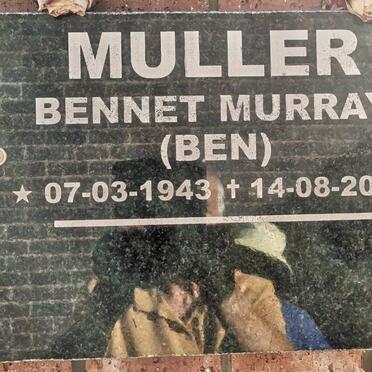 MULLER
BENNET MURRAY
(BEN)
★ 07-03-1943 ✝ 14-08-20